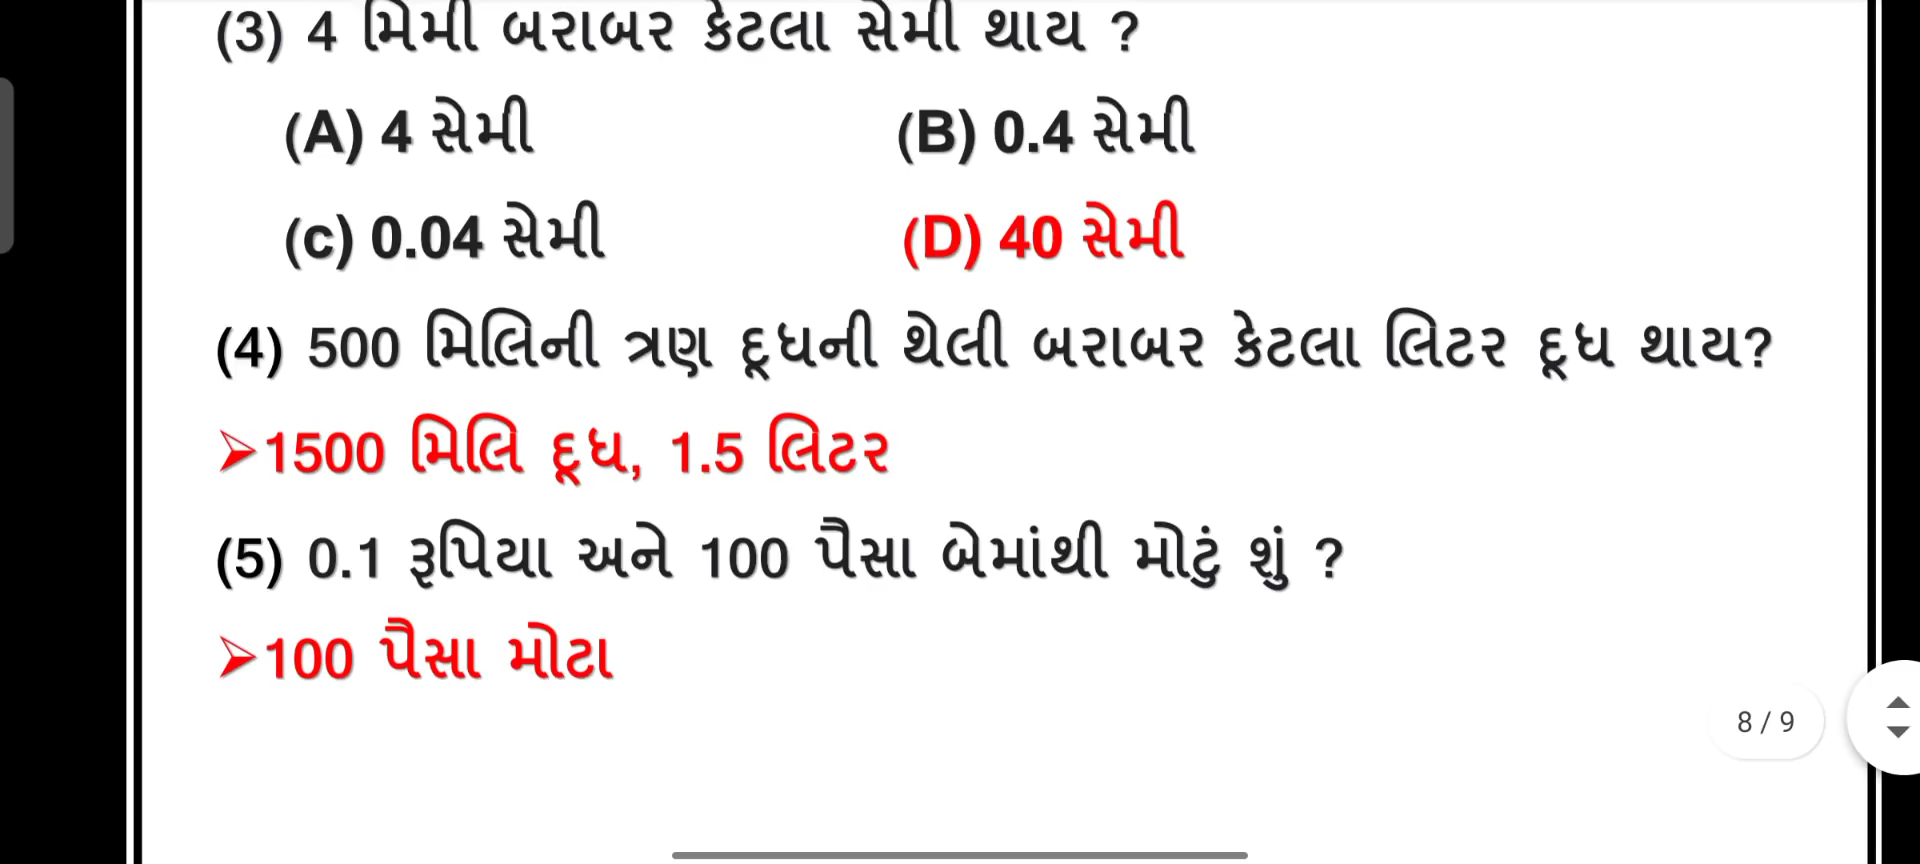 (3) 4 મિમી બરાબર કેટલા સેમી થાય ?
(A) 4 સેમી (B) 0.4 સેમી
(c) 0.04 સેમી (D) 40 સેમી
(4) 500 મિલિની ત્રણ દૂધની થેલી બરાબર કેટલા લિટર દૂધ થાય?
➢1500 મિલિ દૂધ, 1.5 લિટર
(5) 0.1 રૂપિયા અને 100 પૈસા બેમાંથી મોટું શું ?
➢100 પૈસા મોટા
8 / 9